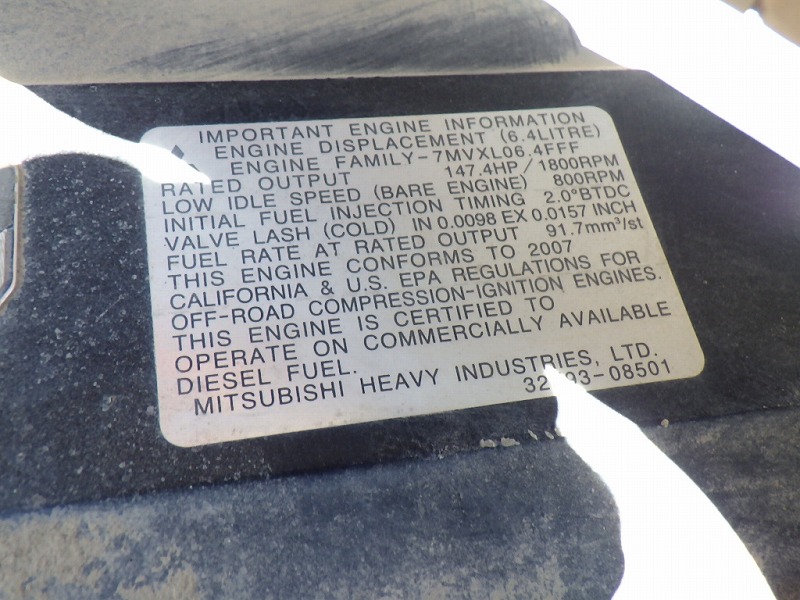 IMPORTANT ENGINE INFORMATION
ENGINE DISPLACEMENT (6.4LITRE)
ENGINE FAMILY-7MVXL06.4FFF
RATED OUTPUT 147.4HP/1800RPM
LOW IDLE SPEED (BARE ENGINE) 800RPM
INITIAL FUEL INJECTION TIMING 2.0°BTDC
VALVE LASH (COLD) IN 0.0098 EX 0.0157 INCH
FUEL RATE AT RATED OUTPUT 91.7mm³/st
THIS ENGINE CONFORMS TO 2007
CALIFORNIA & U.S. EPA REGULATIONS FOR
OFF-ROAD COMPRESSION-IGNITION ENGINES.
THIS ENGINE IS CERTIFIED TO
OPERATE ON COMMERCIALLY AVAILABLE
DIESEL FUEL.
MITSUBISHI HEAVY INDUSTRIES, LTD.